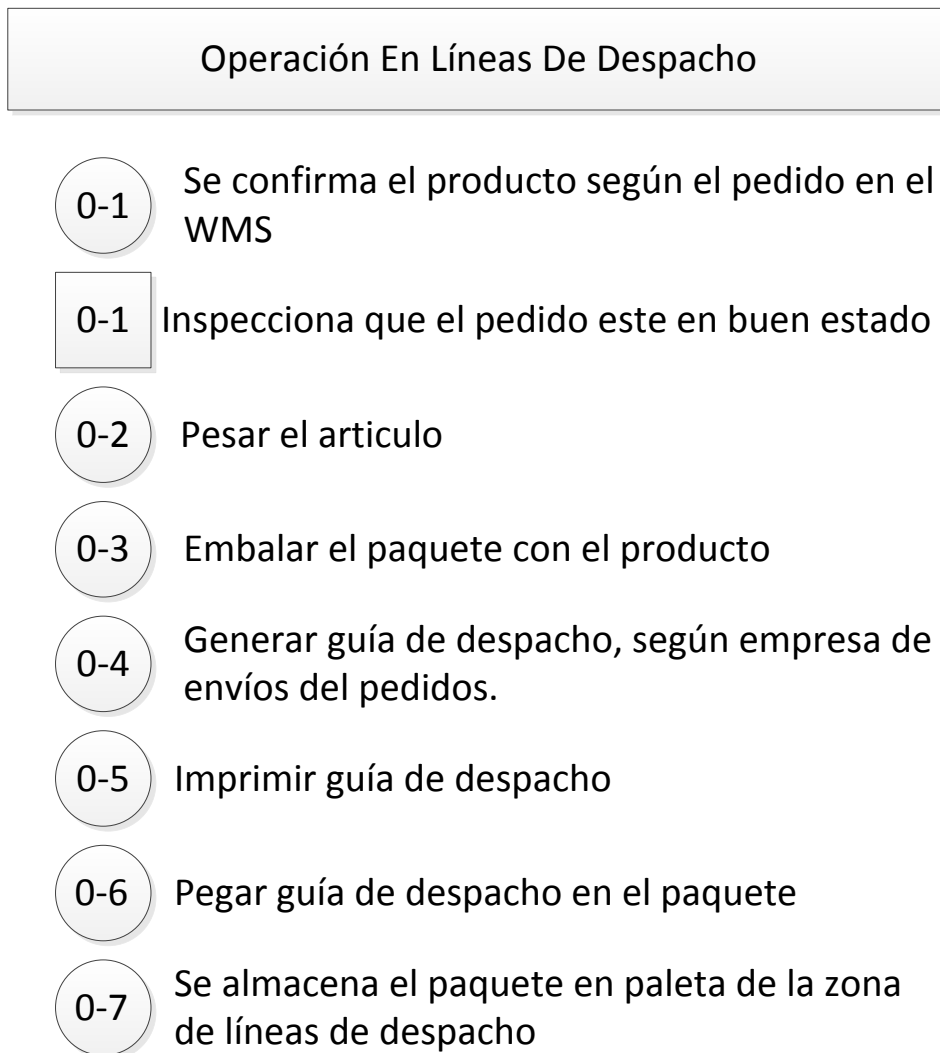 Operación En Líneas De Despacho
0-1
Se confirma el producto según el pedido en el
WMS
0-1
Inspecciona que el pedido este en buen estado
0-2
Pesar el articulo
0-3
Embalar el paquete con el producto
0-4
Generar guía de despacho, según empresa de
envíos del pedidos.
0-5
Imprimir guía de despacho
0-6
Pegar guía de despacho en el paquete
0-7
Se almacena el paquete en paleta de la zona
de líneas de despacho